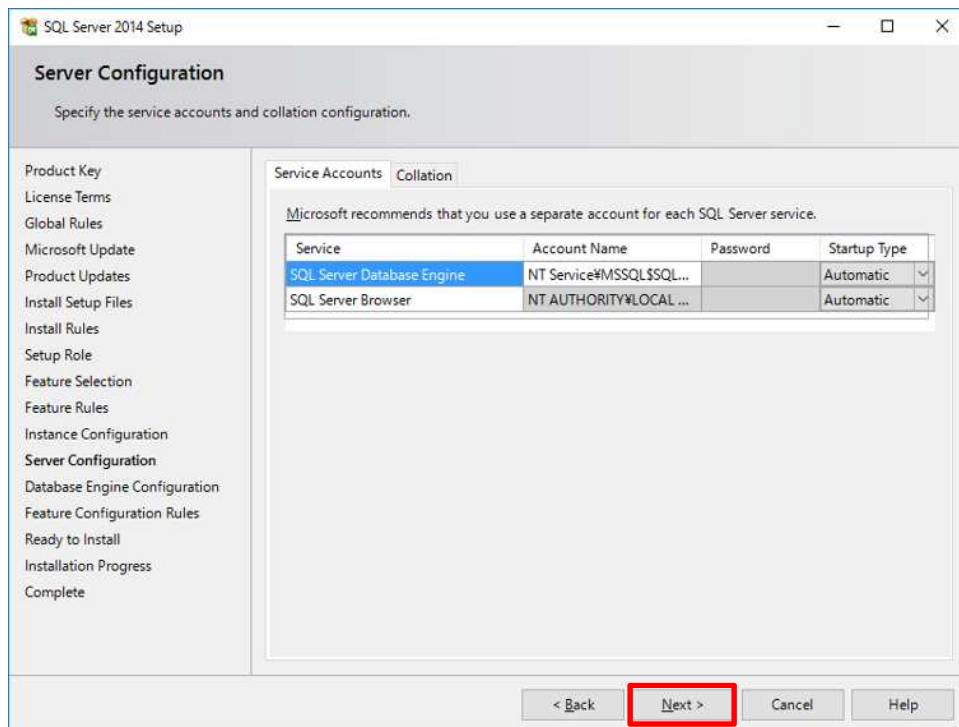 SQL Server 2014 Setup
Server Configuration
Specify the service accounts and collation configuration.
Product Key
License Terms
Global Rules
Microsoft Update
Product Updates
Install Setup Files
Install Rules
Setup Role
Feature Selection
Feature Rules
Instance Configuration
Server Configuration
Database Engine Configuration
Feature Configuration Rules
Ready to Install
Installation Progress
Complete
Service Accounts Collation
Microsoft recommends that you use a separate account for each SQL Server service.
Service Account Name Password Startup Type
SQL Server Database Engine NT Service¥MSSQL$SQL... Automatic
SQL Server Browser NT AUTHORITY¥LOCAL ... Automatic
< Back Next > Cancel Help